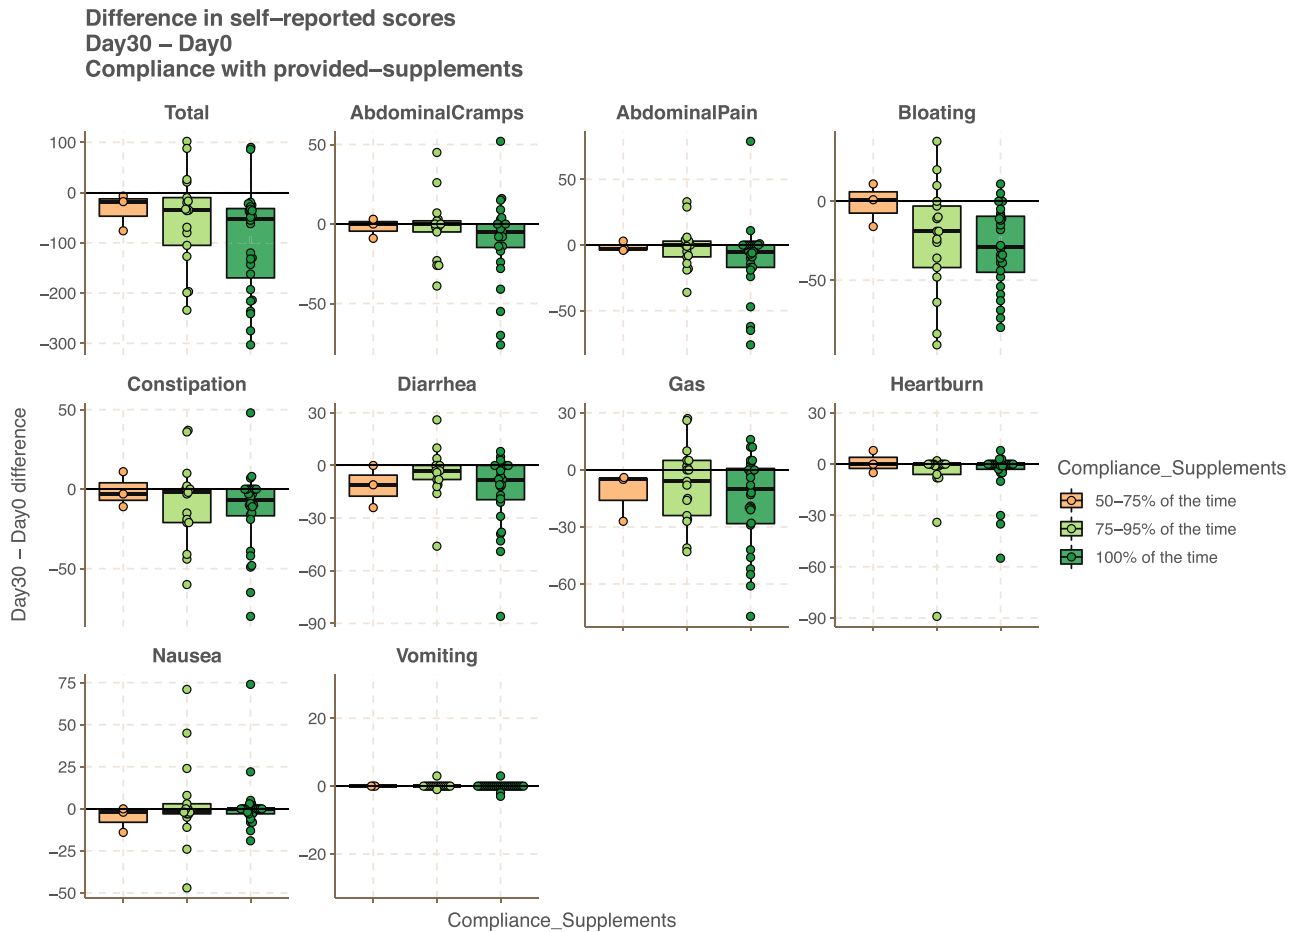 Difference in self−reported scores
Day30 − Day0
Compliance with provided−supplements
Total
AbdominalCramps
AbdominalPain
Bloating
100
0
−100
−200
−300
50
0
−50
50
0
−50
0
−50
Constipation
Diarrhea
Gas
Heartburn
50
0
−50
30
0
−30
−60
−90
30
0
−30
−60
30
0
−30
−60
−90
Nausea
Vomiting
75
50
25
0
−25
−50
20
0
−20
Day30 − Day0 difference
Compliance_Supplements
Compliance_Supplements
50−75% of the time
75−95% of the time
100% of the time